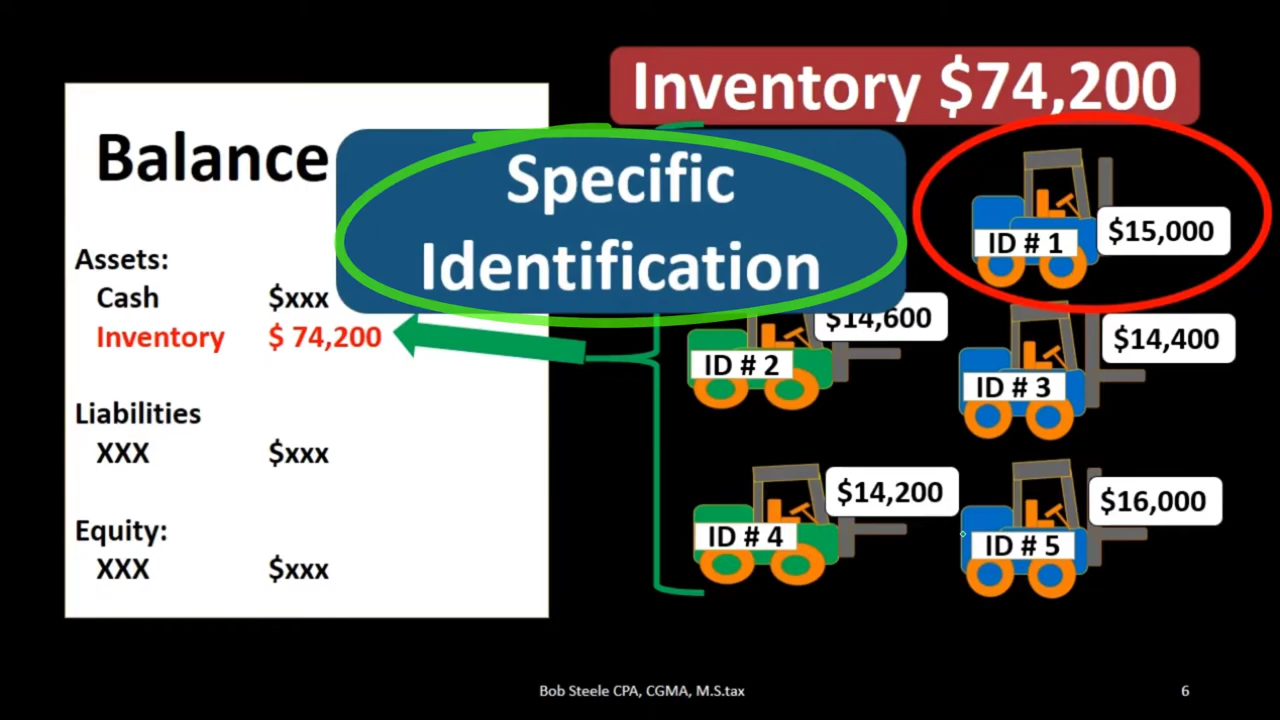 Inventory $74,200
Balance
Specific
Identification
Assets:
Cash $xxx
Inventory $ 74,200
Liabilities
XXX $xxx
Equity:
XXX $xxx
ID # 1
$15,000
ID # 2
$14,600
ID # 3
$14,400
ID # 4
$14,200
ID # 5
$16,000
Bob Steele CPA, CGMA, M.S.tax
6